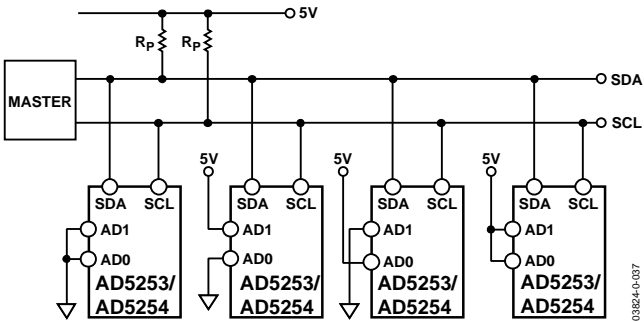 5V
RP RP
MASTER
SDA
SCL
5V 5V 5V
SDA SCL SDA SCL SDA SCL SDA SCL
AD1 AD1 AD1 AD1
AD0 AD0 AD0 AD0
AD5253/ AD5253/ AD5253/ AD5253/
AD5254 AD5254 AD5254 AD5254
03824-0-037